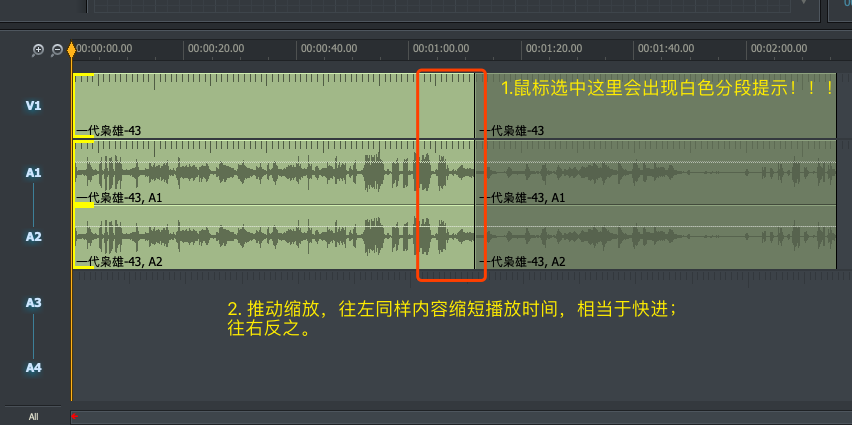 00:00:00.00 00:00:20.00 00:00:40.00 00:01:00.00 00:01:20.00 00:01:40.00 00:02:00.00
1.鼠标选中这里会出现白色分段提示！！！
V1
一代枭雄-43 一代枭雄-43
A1
一代枭雄-43, A1 一代枭雄-43, A1
A2
一代枭雄-43, A2 一代枭雄-43, A2
A3
2. 推动缩放，往左同样内容缩短播放时间，相当于快进；
往右反之。
A4
All